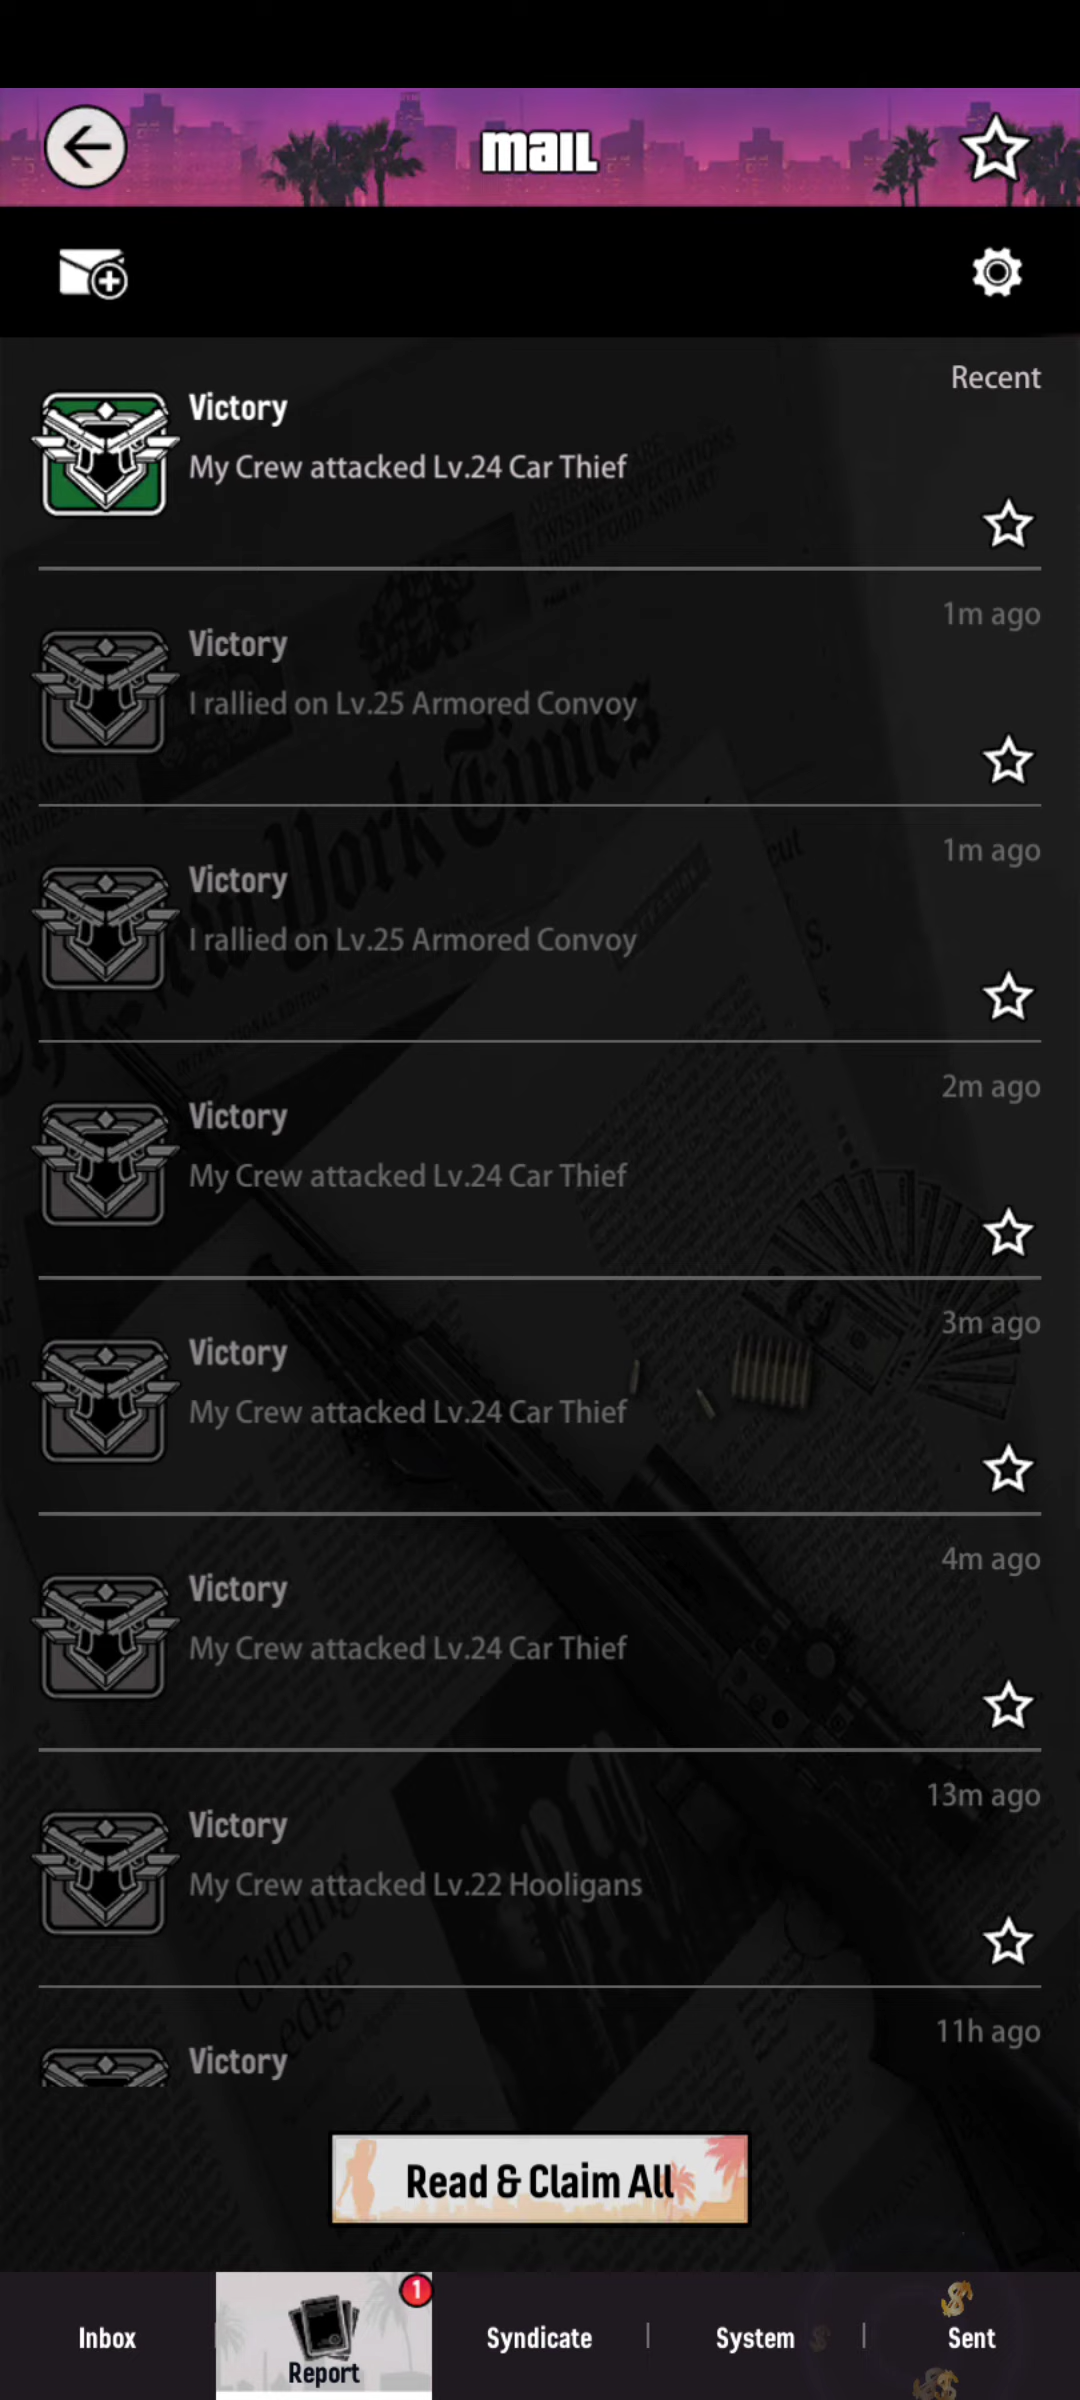 MAIL
Recent
Victory
My Crew attacked Lv.24 Car Thief
1m ago
Victory
I rallied on Lv.25 Armored Convoy
1m ago
Victory
I rallied on Lv.25 Armored Convoy
2m ago
Victory
My Crew attacked Lv.24 Car Thief
3m ago
Victory
My Crew attacked Lv.24 Car Thief
4m ago
Victory
My Crew attacked Lv.24 Car Thief
13m ago
Victory
My Crew attacked Lv.22 Hooligans
11h ago
Victory
Read & Claim All
1
Inbox
Report
Syndicate
System
Sent